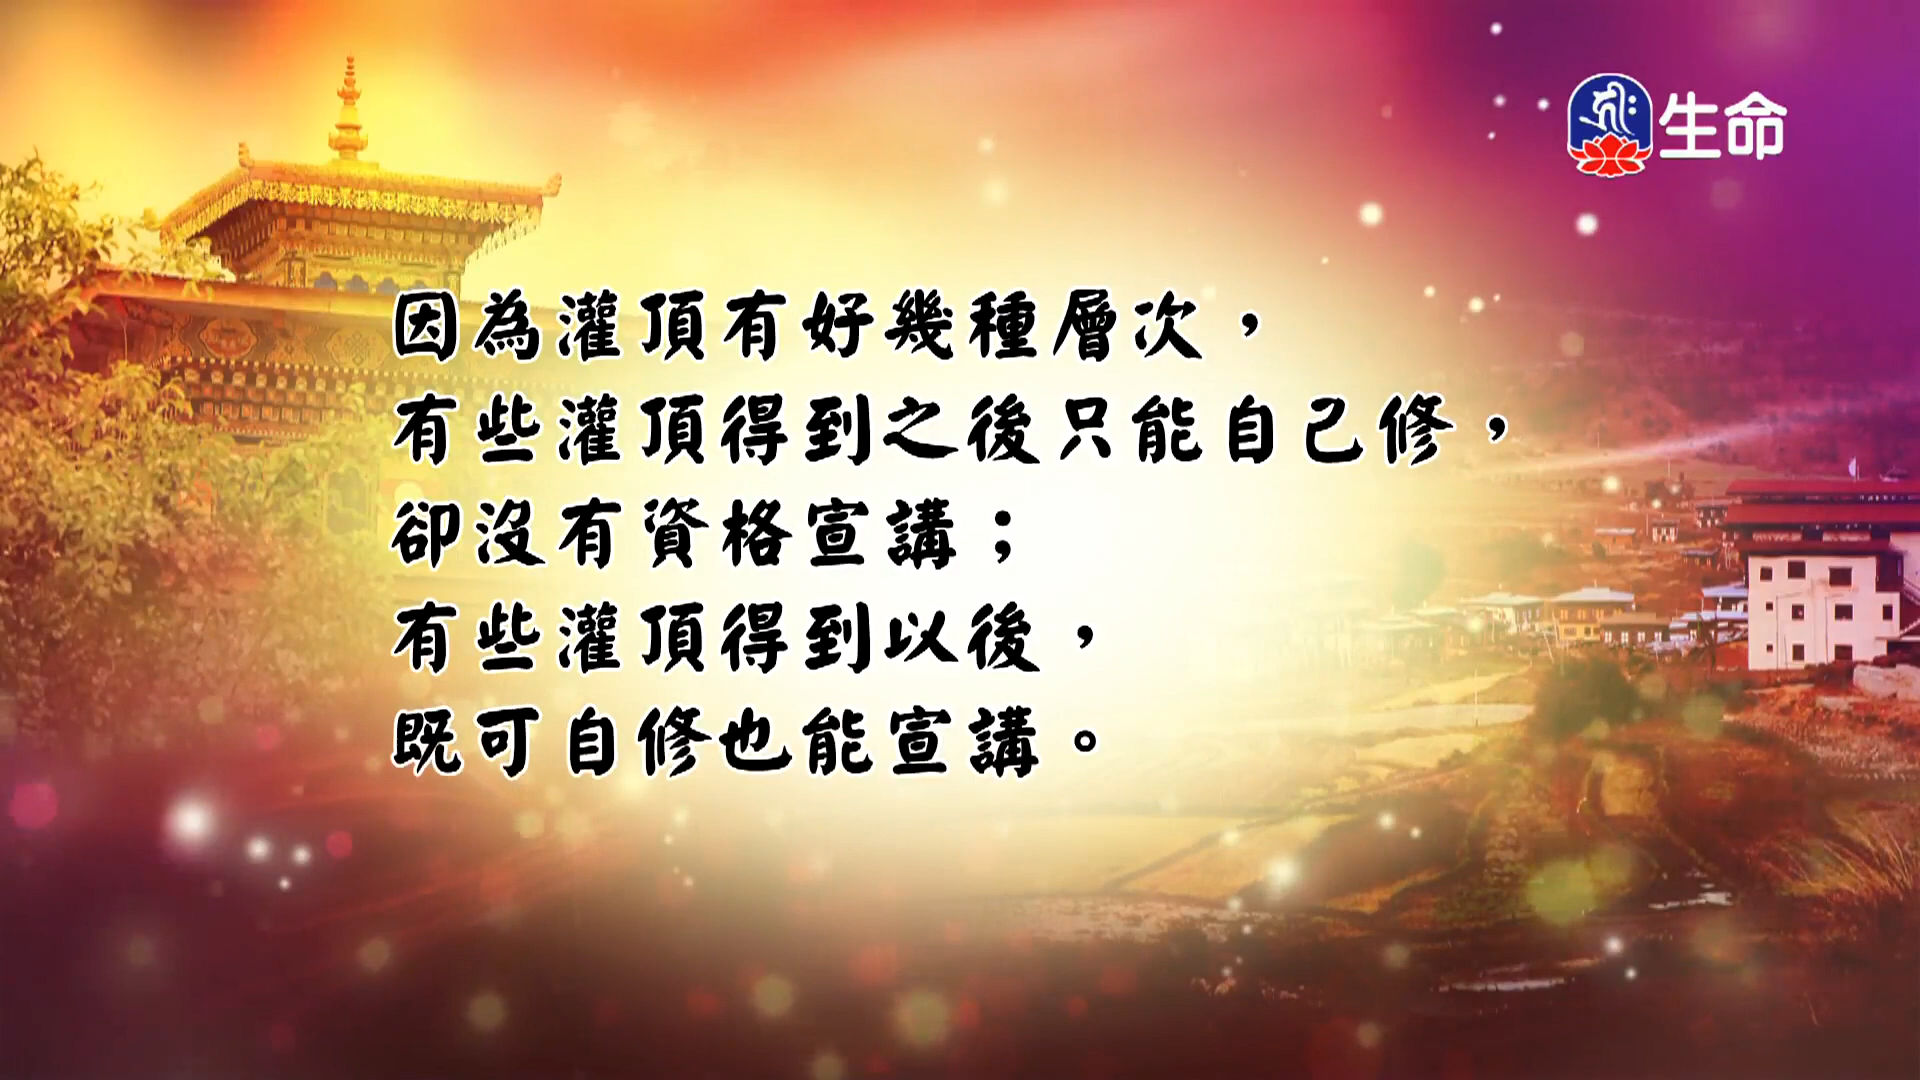 生命
因為灌頂有好幾種層次，
有些灌頂得到之後只能自己修，
卻沒有資格宣講；
有些灌頂得到以後，
既可自修也能宣講。